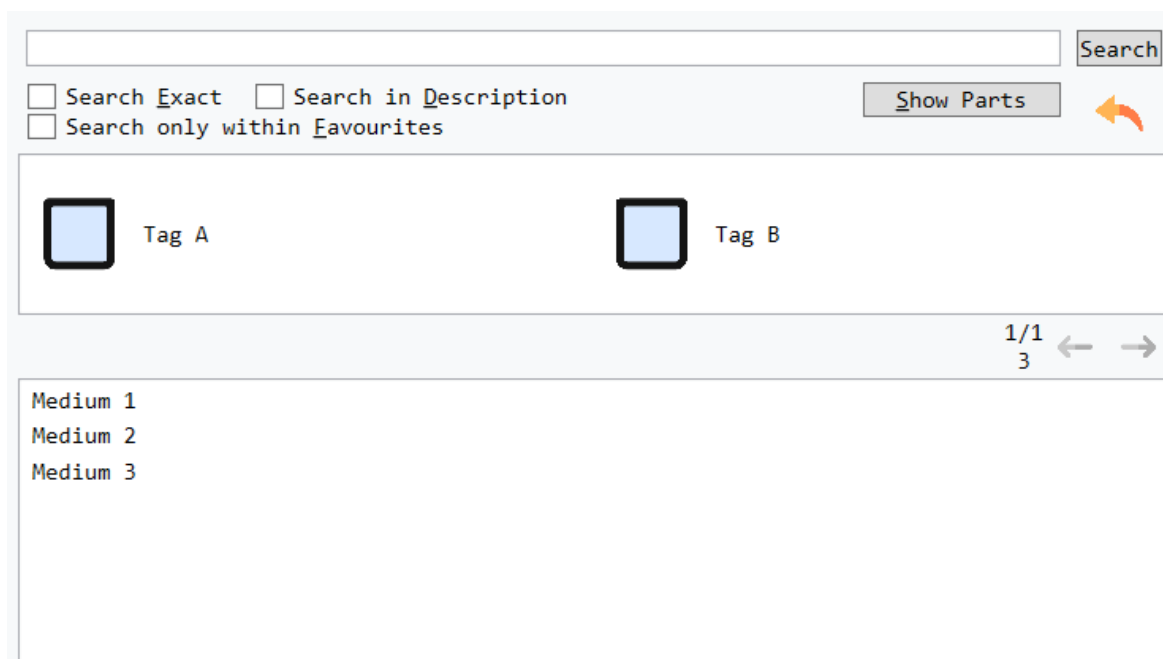 Search
Search Exact Search in Description Show Parts
Search only within Favourites
Tag A Tag B
1/1
3
Medium 1
Medium 2
Medium 3